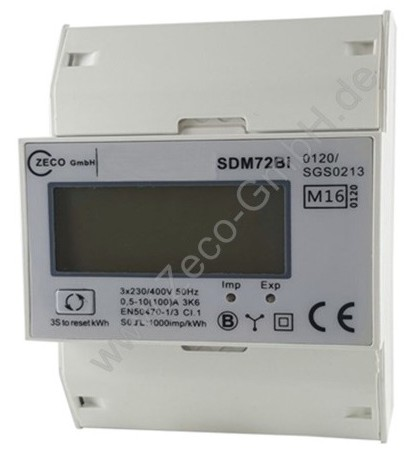 ZECO GmbH
SDM72Bi
0120/
SGS0213
M16
0120
Imp Exp
3x230/400V 50Hz
0,5-10(100)A 3K6
EN50470-1/3 Cl.1
1000imp/kWh
3S to reset kWh
B
CE
www.Zeco-GmbH.de